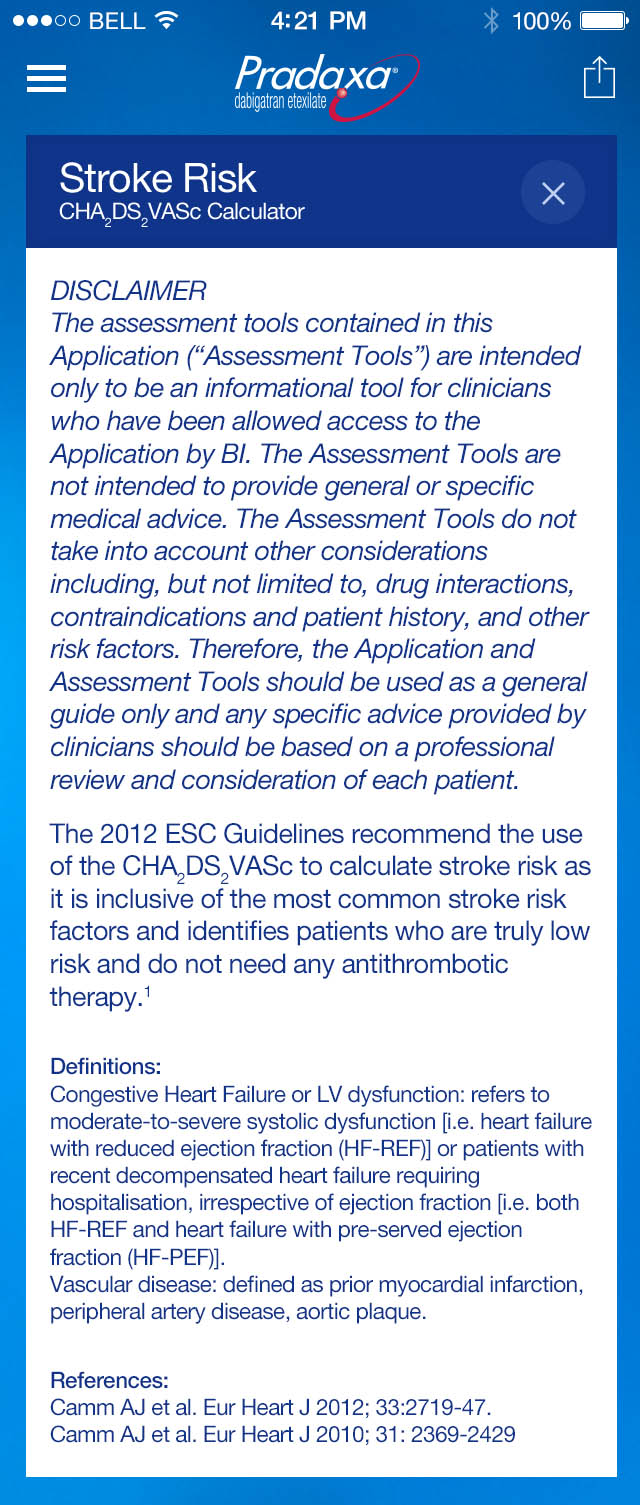 BELL 4:21 PM 100%
Pradaxa®
dabigatran etexilate
Stroke Risk
CHA2DS2VASc Calculator
DISCLAIMER
The assessment tools contained in this
Application (“Assessment Tools”) are intended
only to be an informational tool for clinicians
who have been allowed access to the
Application by BI. The Assessment Tools are
not intended to provide general or specific
medical advice. The Assessment Tools do not
take into account other considerations
including, but not limited to, drug interactions,
contraindications and patient history, and other
risk factors. Therefore, the Application and
Assessment Tools should be used as a general
guide only and any specific advice provided by
clinicians should be based on a professional
review and consideration of each patient.
The 2012 ESC Guidelines recommend the use
of the CHA2DS2VASc to calculate stroke risk as
it is inclusive of the most common stroke risk
factors and identifies patients who are truly low
risk and do not need any antithrombotic
therapy.1
Definitions:
Congestive Heart Failure or LV dysfunction: refers to
moderate-to-severe systolic dysfunction [i.e. heart failure
with reduced ejection fraction (HF-REF)] or patients with
recent decompensated heart failure requiring
hospitalisation, irrespective of ejection fraction [i.e. both
HF-REF and heart failure with pre-served ejection
fraction (HF-PEF)].
Vascular disease: defined as prior myocardial infarction,
peripheral artery disease, aortic plaque.
References:
Camm AJ et al. Eur Heart J 2012; 33:2719-47.
Camm AJ et al. Eur Heart J 2010; 31: 2369-2429